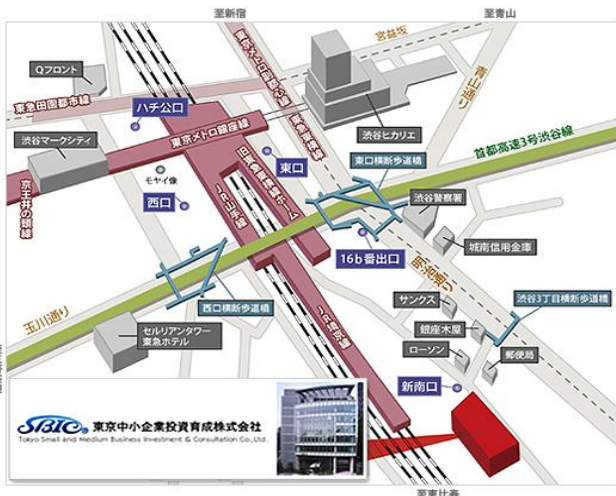 至新宿
至青山
宮益坂
Qフロント
東急田園都市線
東京メトロ副都心線
青山通り
ハチ公口
渋谷マークシティ
東京メトロ銀座線
渋谷ヒカリエ
東急東横線
首都高速3号渋谷線
モヤイ像
東口
旧東急東横線ホーム
東口横断歩道橋
京王井の頭線
西口
JR山手線
渋谷警察署
16b番出口
城南信用金庫
明治通り
玉川通り
西口横断歩道橋
サンクス
渋谷3丁目横断歩道橋
セルリアンタワー
東急ホテル
JR埼京線
銀座木屋
ローソン
郵便局
新南口
SBIC
東京中小企業投資育成株式会社
Tokyo Small and Medium Business Investment & Consultation Co.,Ltd.
至恵比寿